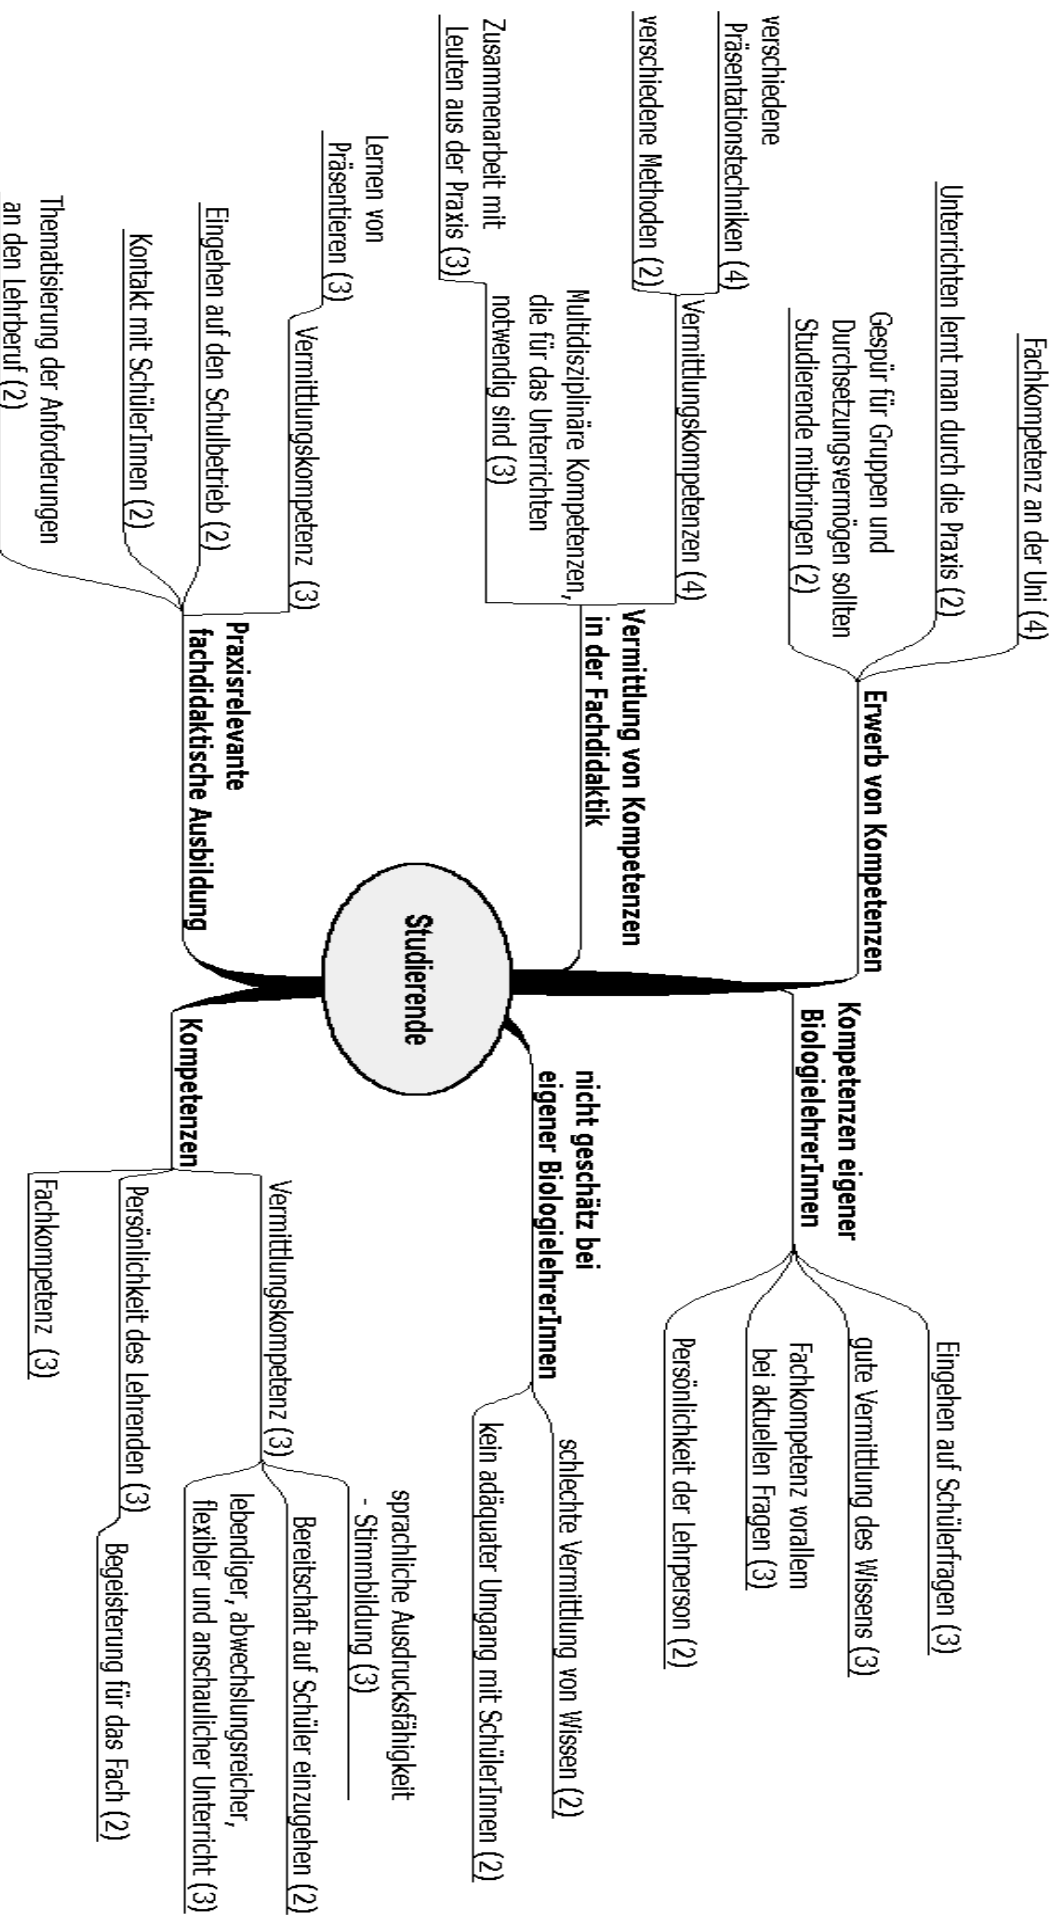 Fachkompetenz an der Uni (4)
Unterrichten lernt man durch die Praxis (2)
Gespür für Gruppen und
Durchsetzungsvermögen sollten
Studierende mitbringen (2)
Erwerb von Kompetenzen
verschiedene
Präsentationstechniken (4)
verschiedene Methoden (2)
Vermittlungskompetenzen (4)
Zusammenarbeit mit
Leuten aus der Praxis (3)
Multidisziplinäre Kompetenzen,
die für das Unterrichten
notwendig sind (3)
Vermittlung von Kompetenzen
in der Fachdidaktik
Lernen von
Präsentieren (3)
Vermittlungskompetenz (3)
Eingehen auf den Schulbetrieb (2)
Kontakt mit SchülerInnen (2)
Thematisierung der Anforderungen
an den Lehrberuf (2)
Praxisrelevante
fachdidaktische Ausbildung
Studierende
Kompetenzen eigener
BiologielehrerInnen
Eingehen auf Schülerfragen (3)
gute Vermittlung des Wissens (3)
Fachkompetenz vorallem
bei aktuellen Fragen (3)
Persönlichkeit der Lehrperson (2)
nicht geschätz bei
eigener BiologielehrerInnen
schlechte Vermittlung von Wissen (2)
kein adäquater Umgang mit SchülerInnen (2)
Kompetenzen
Vermittlungskompetenz (3)
sprachliche Ausdrucksfähigkeit
- Stimmbildung (3)
Bereitschaft auf Schüler einzugehen (2)
lebendiger, abwechslungsreicher,
flexibler und anschaulicher Unterricht (3)
Persönlichkeit des Lehrenden (3)
Begeisterung für das Fach (2)
Fachkompetenz (3)